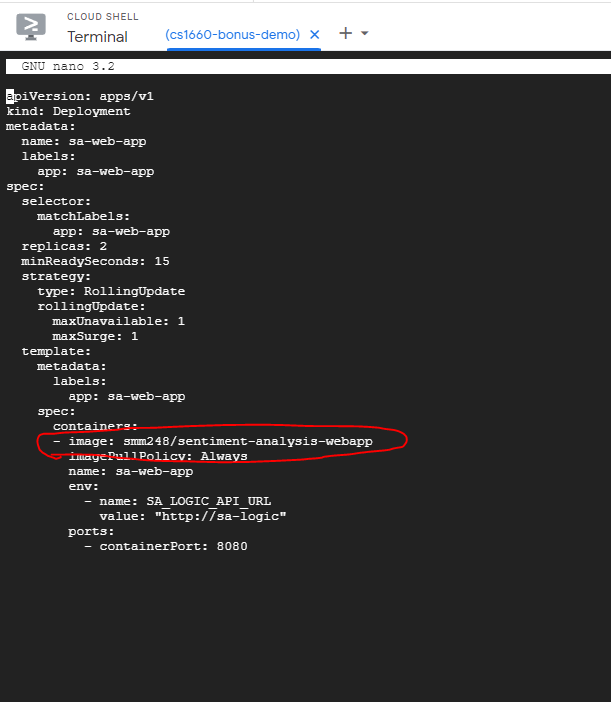 CLOUD SHELL
Terminal
(cs1660-bonus-demo) ✕ +
GNU nano 3.2
apiVersion: apps/v1
kind: Deployment
metadata:
  name: sa-web-app
  labels:
    app: sa-web-app
spec:
  selector:
    matchLabels:
      app: sa-web-app
  replicas: 2
  minReadySeconds: 15
  strategy:
    type: RollingUpdate
    rollingUpdate:
      maxUnavailable: 1
      maxSurge: 1
  template:
    metadata:
      labels:
        app: sa-web-app
    spec:
      containers:
      - image: smm248/sentiment-analysis-webapp
        imagePullPolicy: Always
        name: sa-web-app
        env:
          - name: SA_LOGIC_API_URL
            value: "http://sa-logic"
        ports:
          - containerPort: 8080